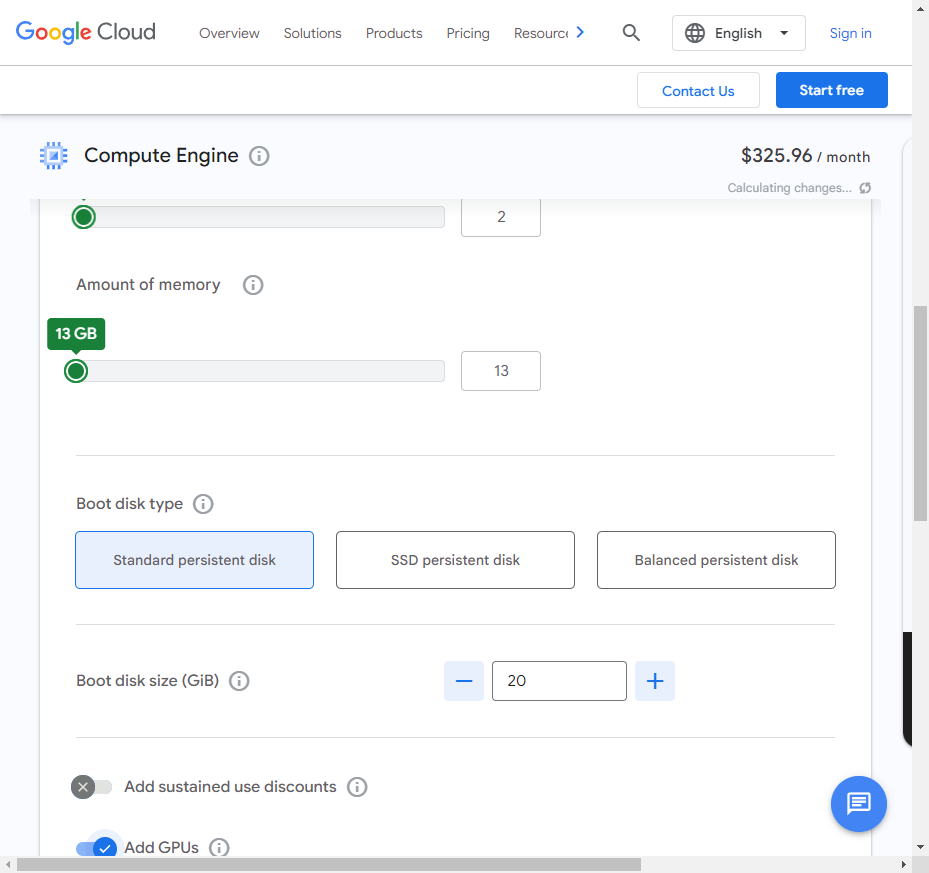 Google Cloud
Overview
Solutions
Products
Pricing
Resourc
English
Sign in
Contact Us
Start free
Compute Engine
$325.96 / month
Calculating changes...
2
Amount of memory
13 GB
13
Boot disk type
Standard persistent disk
SSD persistent disk
Balanced persistent disk
Boot disk size (GiB)
20
Add sustained use discounts
Add GPUs